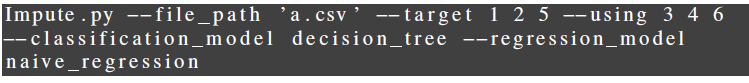 Impute.py --file_path 'a.csv' --target 1 2 5 --using 3 4 6
--classification_model decision_tree --regression_model
naive_regression